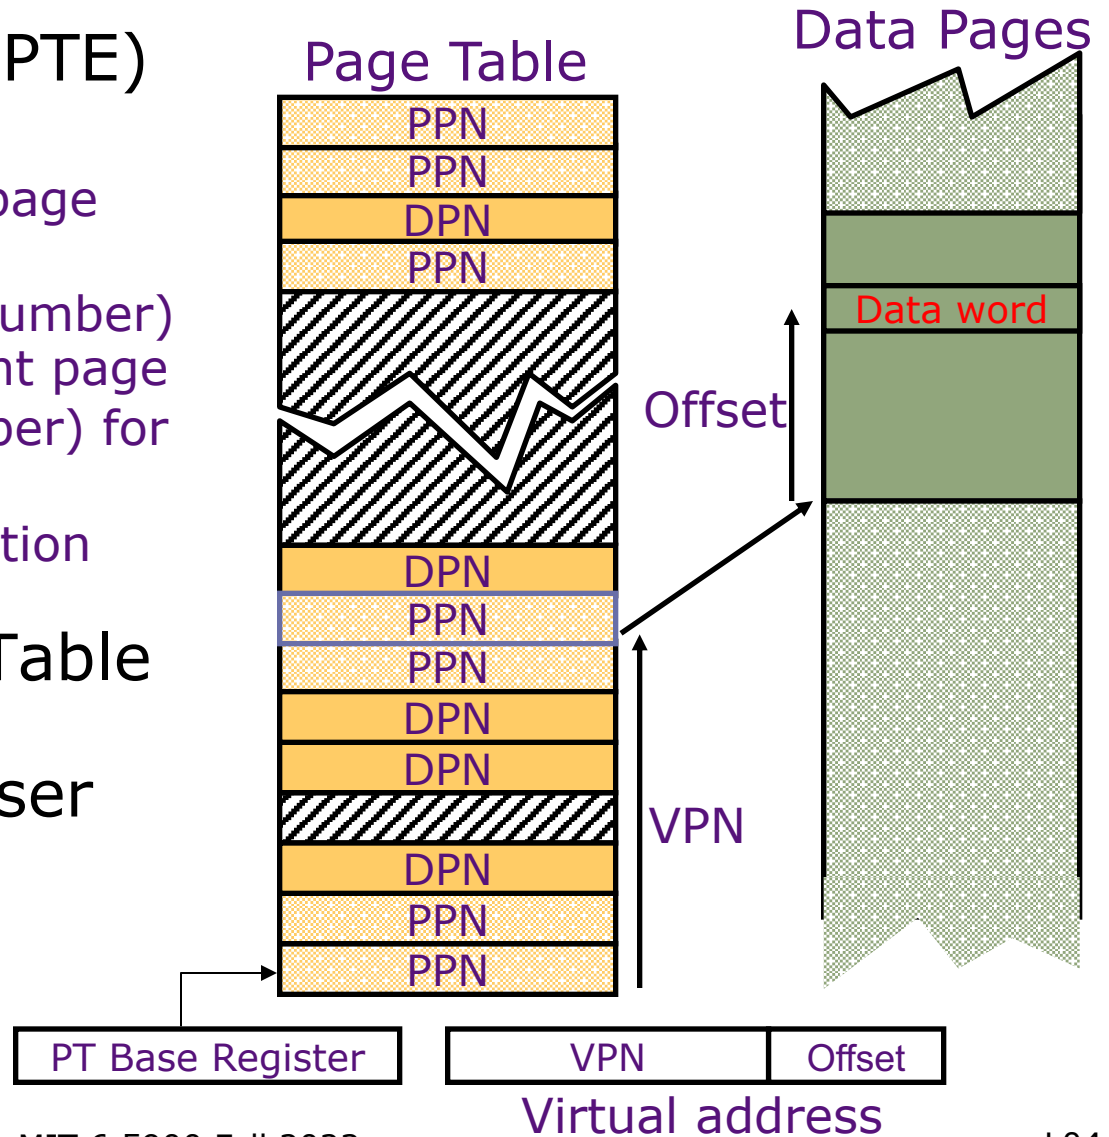 PTE)
page
umber)
nt page
ber) for
tion
Table
ser
Page Table
PPN
PPN
DPN
PPN
DPN
PPN
PPN
DPN
DPN
DPN
PPN
PPN
VPN
Data Pages
Data word
Offset
PT Base Register
VPN
Offset
Virtual address